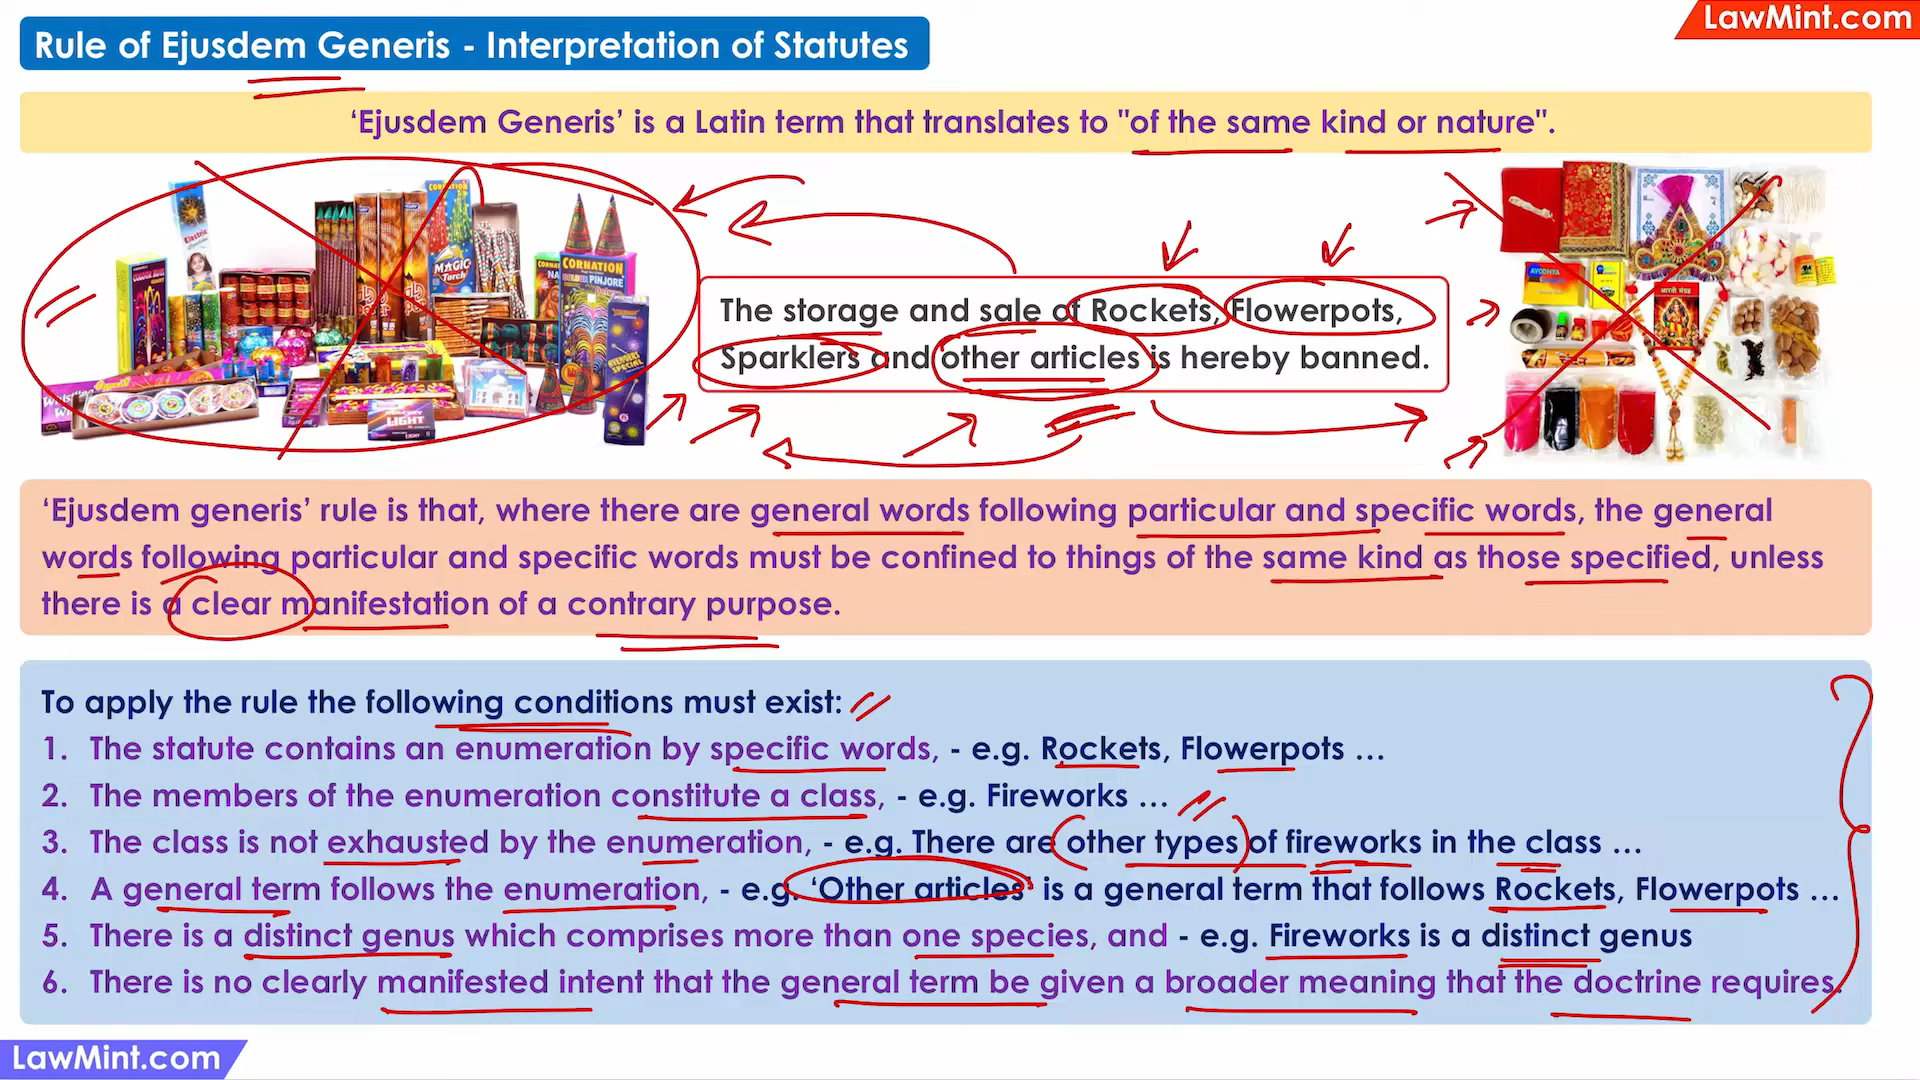 Rule of Ejusdem Generis - Interpretation of Statutes
LawMint.com
‘Ejusdem Generis’ is a Latin term that translates to "of the same kind or nature".
Electric
CORNATION
MAGIC
Torch
CORNATION
PINJORE
LIGHT
The storage and sale of Rockets, Flowerpots,
Sparklers and other articles is hereby banned.
AYODHYA
‘Ejusdem generis’ rule is that, where there are general words following particular and specific words, the general
words following particular and specific words must be confined to things of the same kind as those specified, unless
there is a clear manifestation of a contrary purpose.
To apply the rule the following conditions must exist:
1. The statute contains an enumeration by specific words, - e.g. Rockets, Flowerpots ...
2. The members of the enumeration constitute a class, - e.g. Fireworks ...
3. The class is not exhausted by the enumeration, - e.g. There are other types of fireworks in the class ...
4. A general term follows the enumeration, - e.g. ‘Other articles’ is a general term that follows Rockets, Flowerpots ...
5. There is a distinct genus which comprises more than one species, and - e.g. Fireworks is a distinct genus
6. There is no clearly manifested intent that the general term be given a broader meaning that the doctrine requires.
LawMint.com